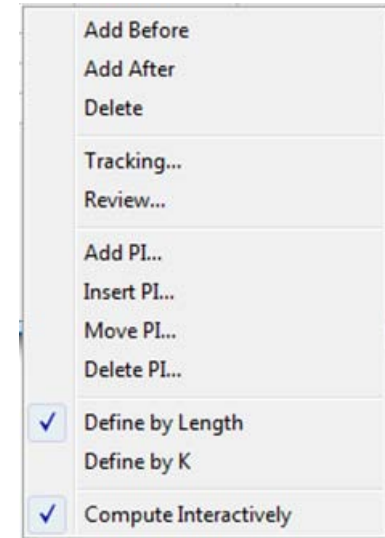 Add Before
Add After
Delete
Tracking...
Review...
Add PI...
Insert PI...
Move PI...
Delete PI...
Define by Length
Define by K
Compute Interactively